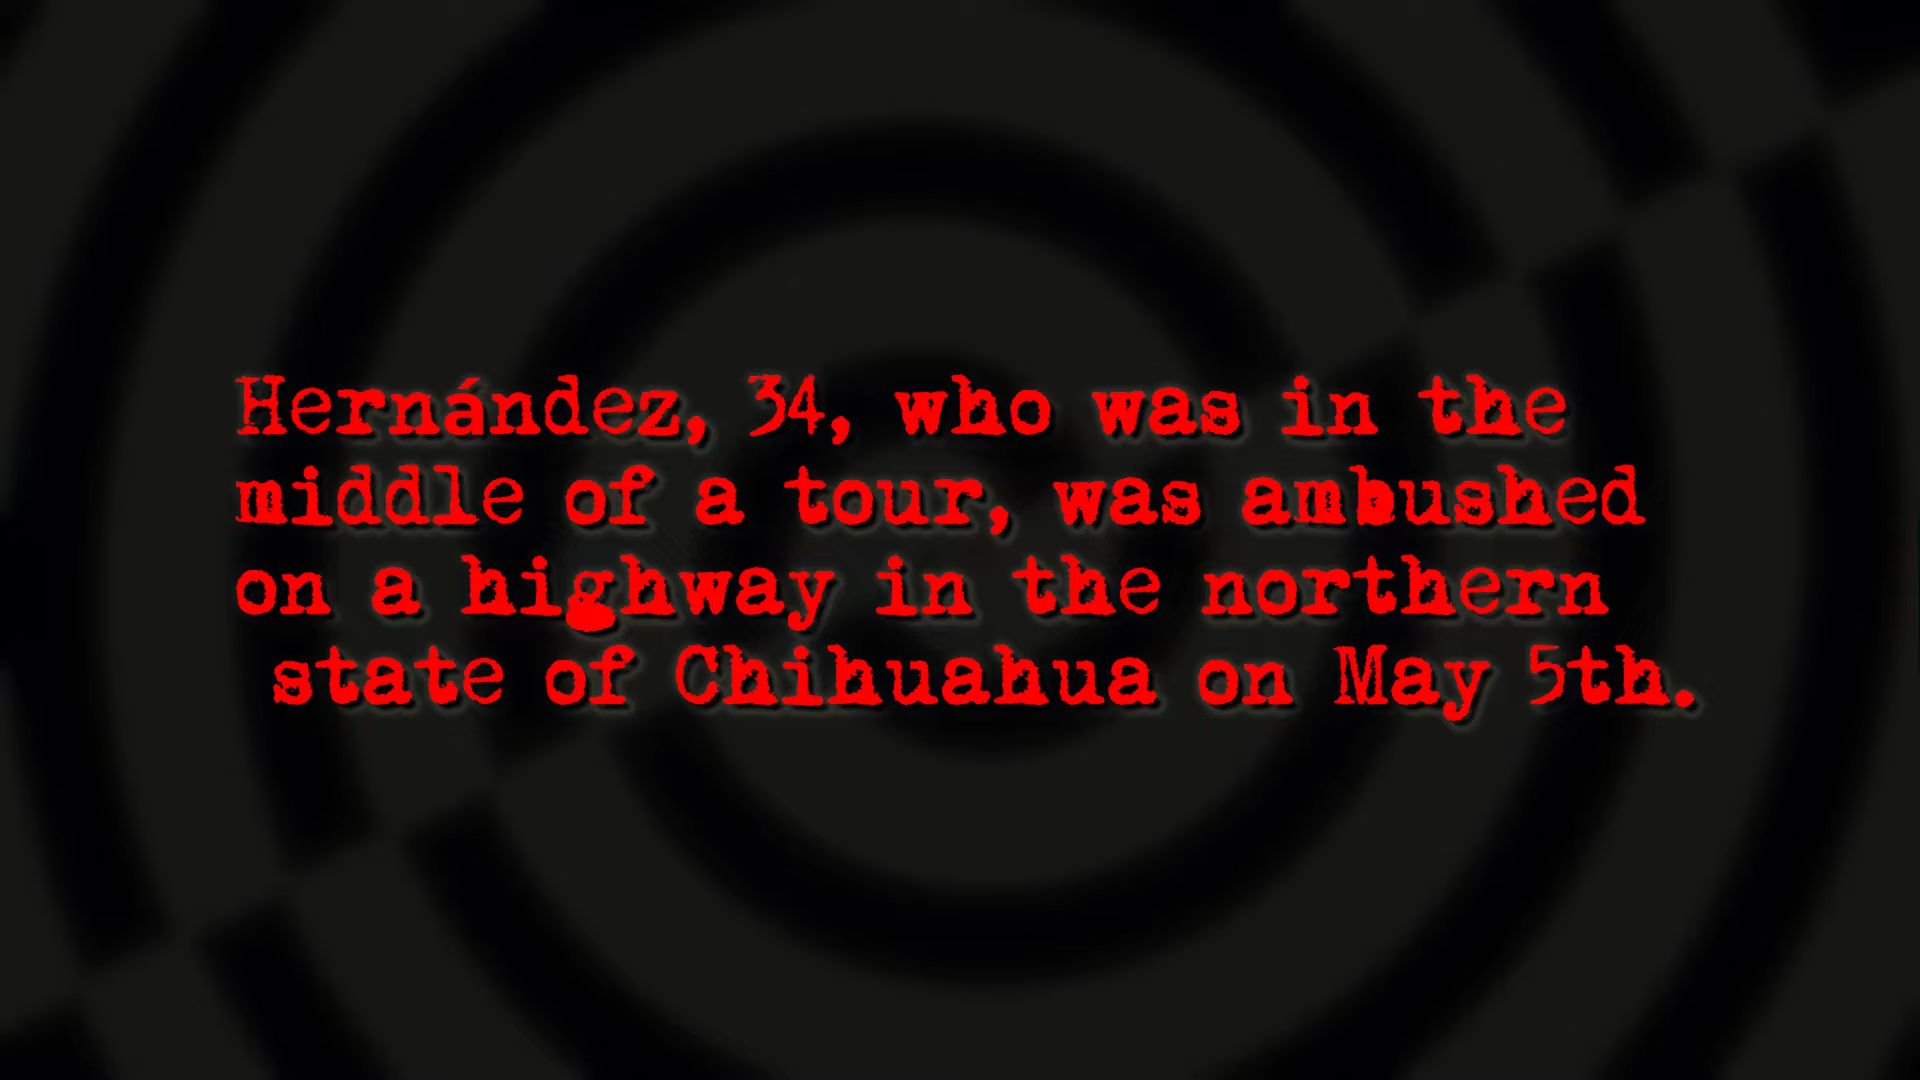 Hernández, 34, who was in the
middle of a tour, was ambushed
on a highway in the northern
state of Chihuahua on May 5th.